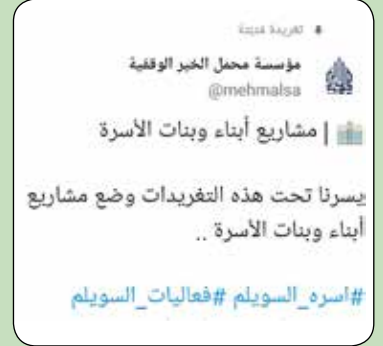 تغريدة مثبتة
مؤسسة محمل الخير الوقفية
@mehmalsa
| مشاريع أبناء وبنات الأسرة
يسرنا تحت هذه التغريدات وضع مشاريع
أبناء وبنات الأسرة ..
#اسره_السويلم #فعاليات_السويلم